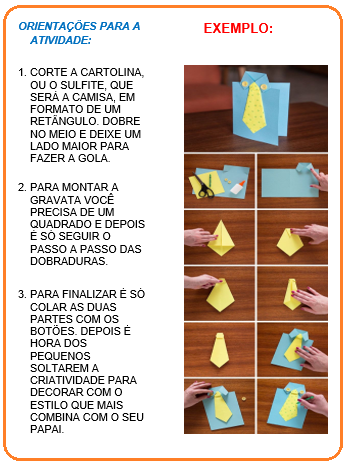 ORIENTAÇÕES PARA A
ATIVIDADE:
EXEMPLO:
1. CORTE A CARTOLINA,
OU O SULFITE, QUE
SERÁ A CAMISA, EM
FORMATO DE UM
RETÂNGULO. DOBRE
NO MEIO E DEIXE UM
LADO MAIOR PARA
FAZER A GOLA.
2. PARA MONTAR A
GRAVATA VOCÊ
PRECISA DE UM
QUADRADO E DEPOIS
É SÓ SEGUIR O
PASSO A PASSO DAS
DOBRADURAS.
3. PARA FINALIZAR É SÓ
COLAR AS DUAS
PARTES COM OS
BOTÕES. DEPOIS É
HORA DOS
PEQUENOS
SOLTAREM A
CRIATIVIDADE PARA
DECORAR COM O
ESTILO QUE MAIS
COMBINA COM O SEU
PAPAI.